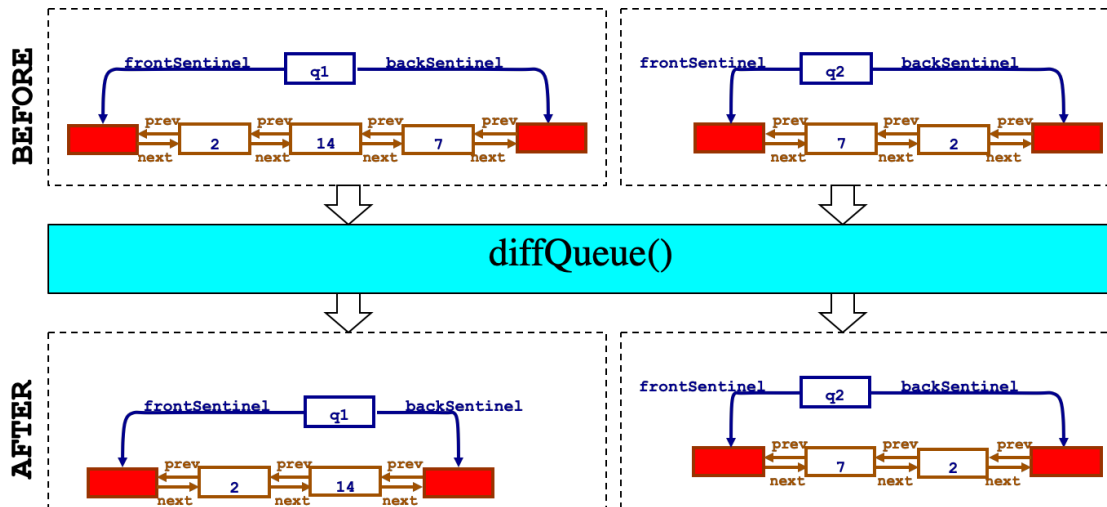 BEFORE
frontSentinel q1 backSentinel
prev prev prev prev
2 14 7
next next next next
frontSentinel q2 backSentinel
prev prev prev
7 2
next next next
diffQueue()
AFTER
frontSentinel q1 backSentinel
prev prev prev
2 14
next next next
frontSentinel q2 backSentinel
prev prev prev
7 2
next next next